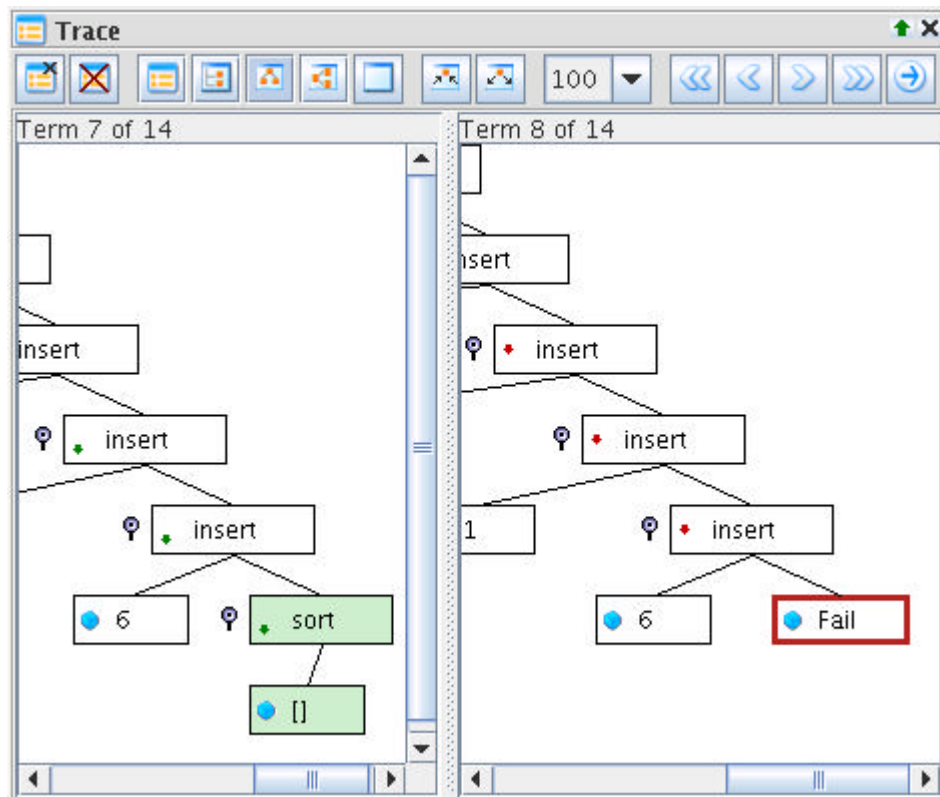 Trace
100
Term 7 of 14
insert
insert
insert
6
sort
[]
Term 8 of 14
nsert
insert
insert
1
insert
6
Fail